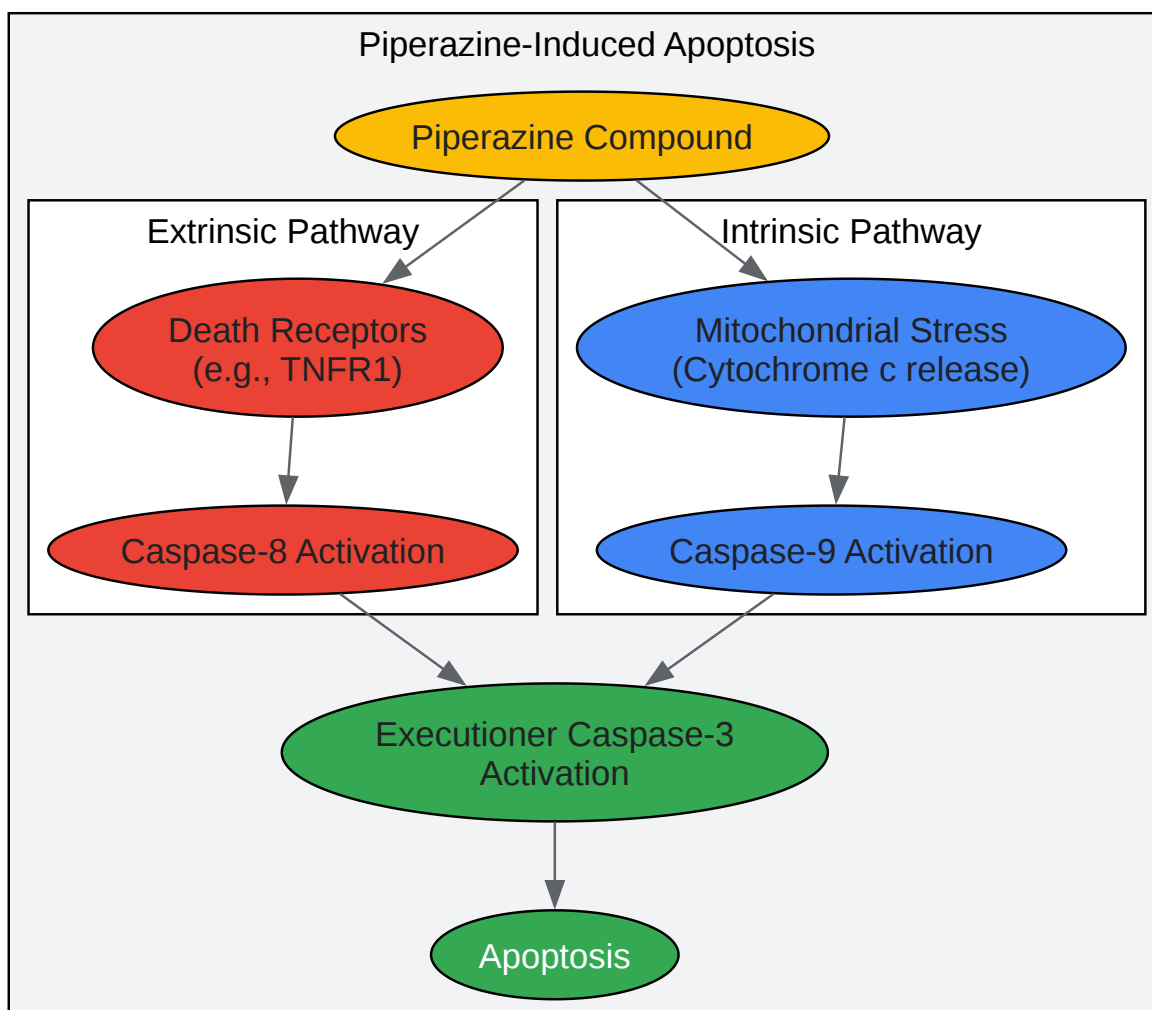 Piperazine-Induced Apoptosis
Piperazine Compound
Extrinsic Pathway
Death Receptors
(e.g., TNFR1)
Caspase-8 Activation
Intrinsic Pathway
Mitochondrial Stress
(Cytochrome c release)
Caspase-9 Activation
Executioner Caspase-3
Activation
Apoptosis